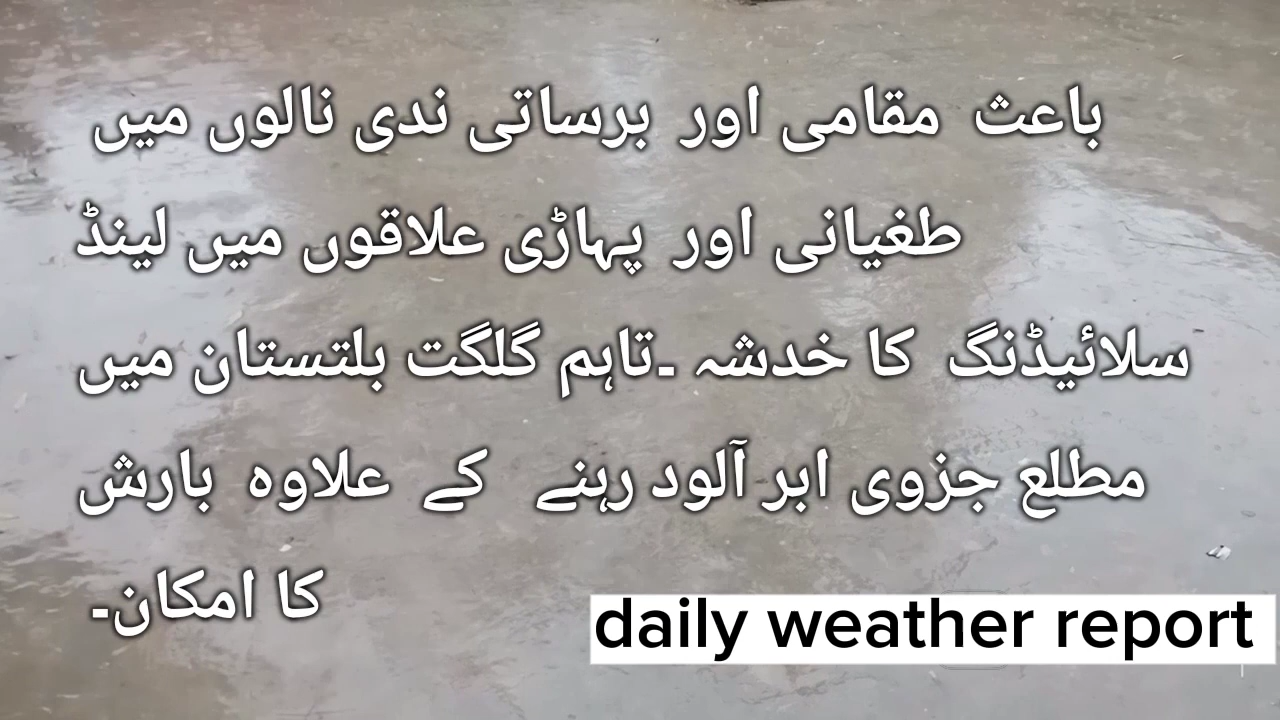 باعث مقامی اور برساتی ندی نالوں میں
طغیانی اور پہاڑی علاقوں میں لینڈ
سلائیڈنگ کا خدشہ ۔تاہم گلگت بلتستان میں
مطلع جزوی ابر آلود رہنے کے علاوہ بارش
کا امکان۔
daily weather report